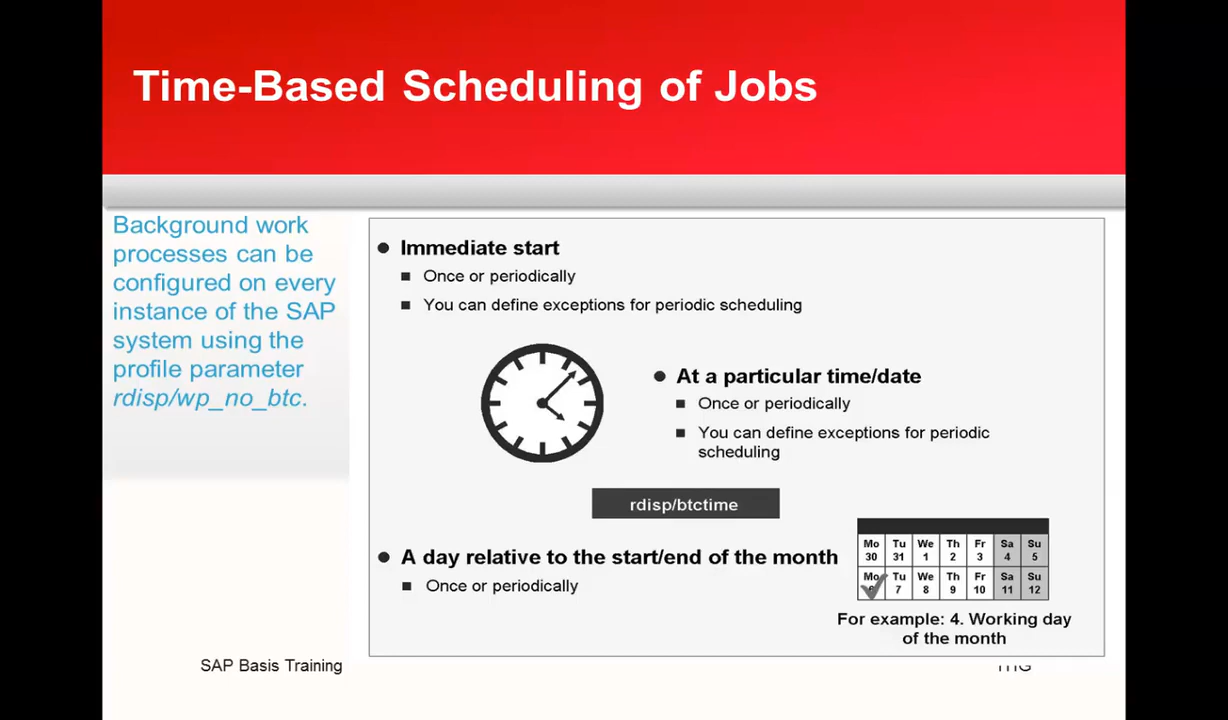 Time-Based Scheduling of Jobs
Background work
processes can be
configured on every
instance of the SAP
system using the
profile parameter
rdisp/wp_no_btc.
● Immediate start
■ Once or periodically
■ You can define exceptions for periodic scheduling
● At a particular time/date
■ Once or periodically
■ You can define exceptions for periodic
scheduling
rdisp/btctime
● A day relative to the start/end of the month
■ Once or periodically
Mo Tu We Th Fr Sa Su
30 31 1 2 3 4 5
Mo Tu We Th Fr Sa Su
7 8 9 10 11 12
For example: 4. Working day
of the month
SAP Basis Training